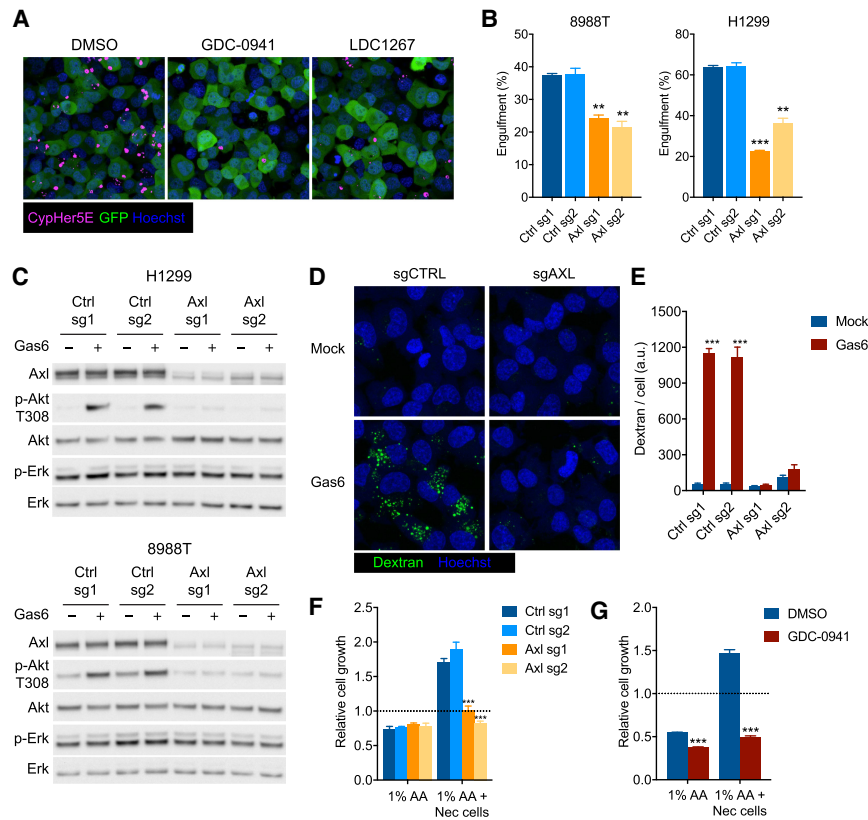 A
DMSO GDC-0941 LDC1267
CypHer5E GFP Hoechst
B
8988T
Engulfment (%)
50
40
30
20
10
0
** **
Ctrl sg1 Ctrl sg2 Axl sg1 Axl sg2
H1299
Engulfment (%)
80
60
40
20
0
*** **
Ctrl sg1 Ctrl sg2 Axl sg1 Axl sg2
C
H1299
Ctrl Ctrl Axl Axl
sg1 sg2 sg1 sg2
Gas6 – + – + – + – +
Axl
p-Akt
T308
Akt
p-Erk
Erk
8988T
Ctrl Ctrl Axl Axl
sg1 sg2 sg1 sg2
Gas6 – + – + – + – +
Axl
p-Akt
T308
Akt
p-Erk
Erk
D
sgCTRL sgAXL
Mock
Gas6
Dextran Hoechst
E
Dextran / cell (a.u.)
1500
1200
900
600
300
0
*** ***
Ctrl sg1 Ctrl sg2 Axl sg1 Axl sg2
Mock
Gas6
F
Relative cell growth
2.5
2.0
1.5
1.0
0.5
0.0
***
***
1% AA 1% AA +
Nec cells
Ctrl sg1
Ctrl sg2
Axl sg1
Axl sg2
G
Relative cell growth
2.0
1.5
1.0
0.5
0.0
*** ***
1% AA 1% AA +
Nec cells
DMSO
GDC-0941